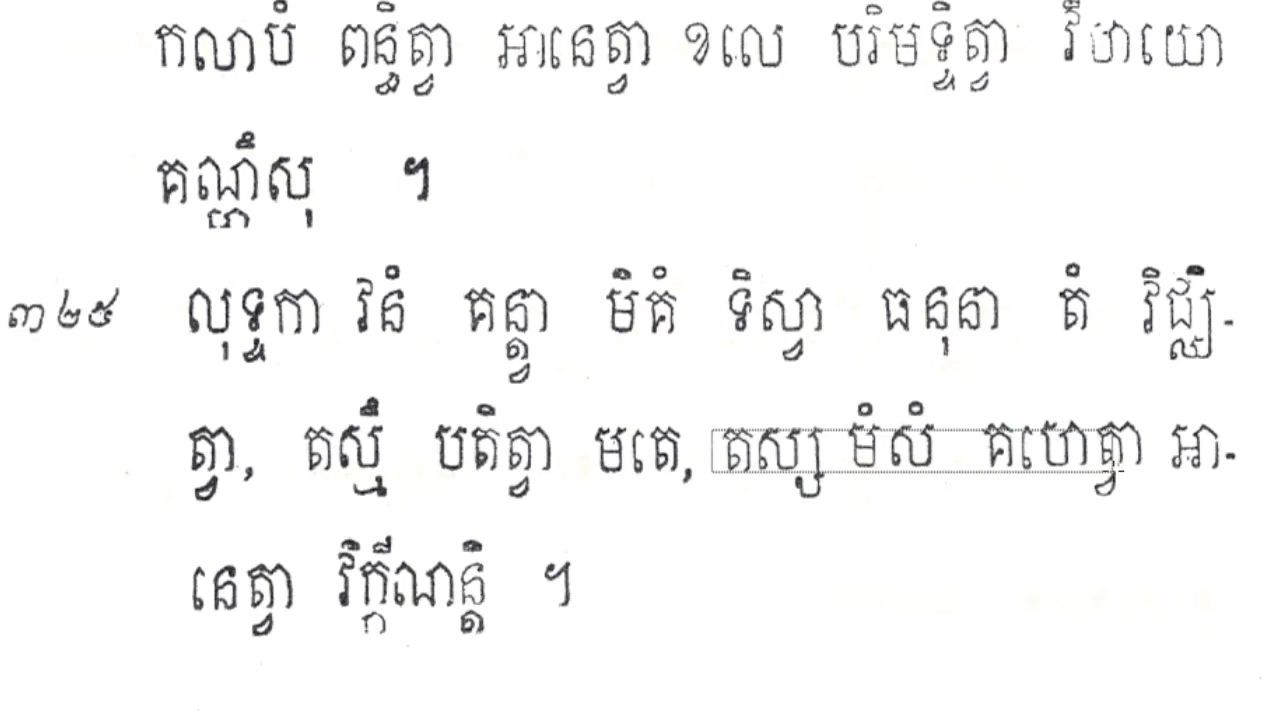 កលាបំ ពន្ធិត្វា អានេត្វា ខលេ បរិមទ្ទិត្វា វីហយោ
គណ្ហឹសុ ។
៣២៥ លុទ្ទកា វនំ គន្ត្វា មិគំ ទិស្វា ធនុនា តំ វិជ្ឈិ-
ត្វា, តស្មឹ បតិត្វា មតេ, តស្ស មំសំ គហេត្វា អា-
នេត្វា វិក្កីណន្តិ ។